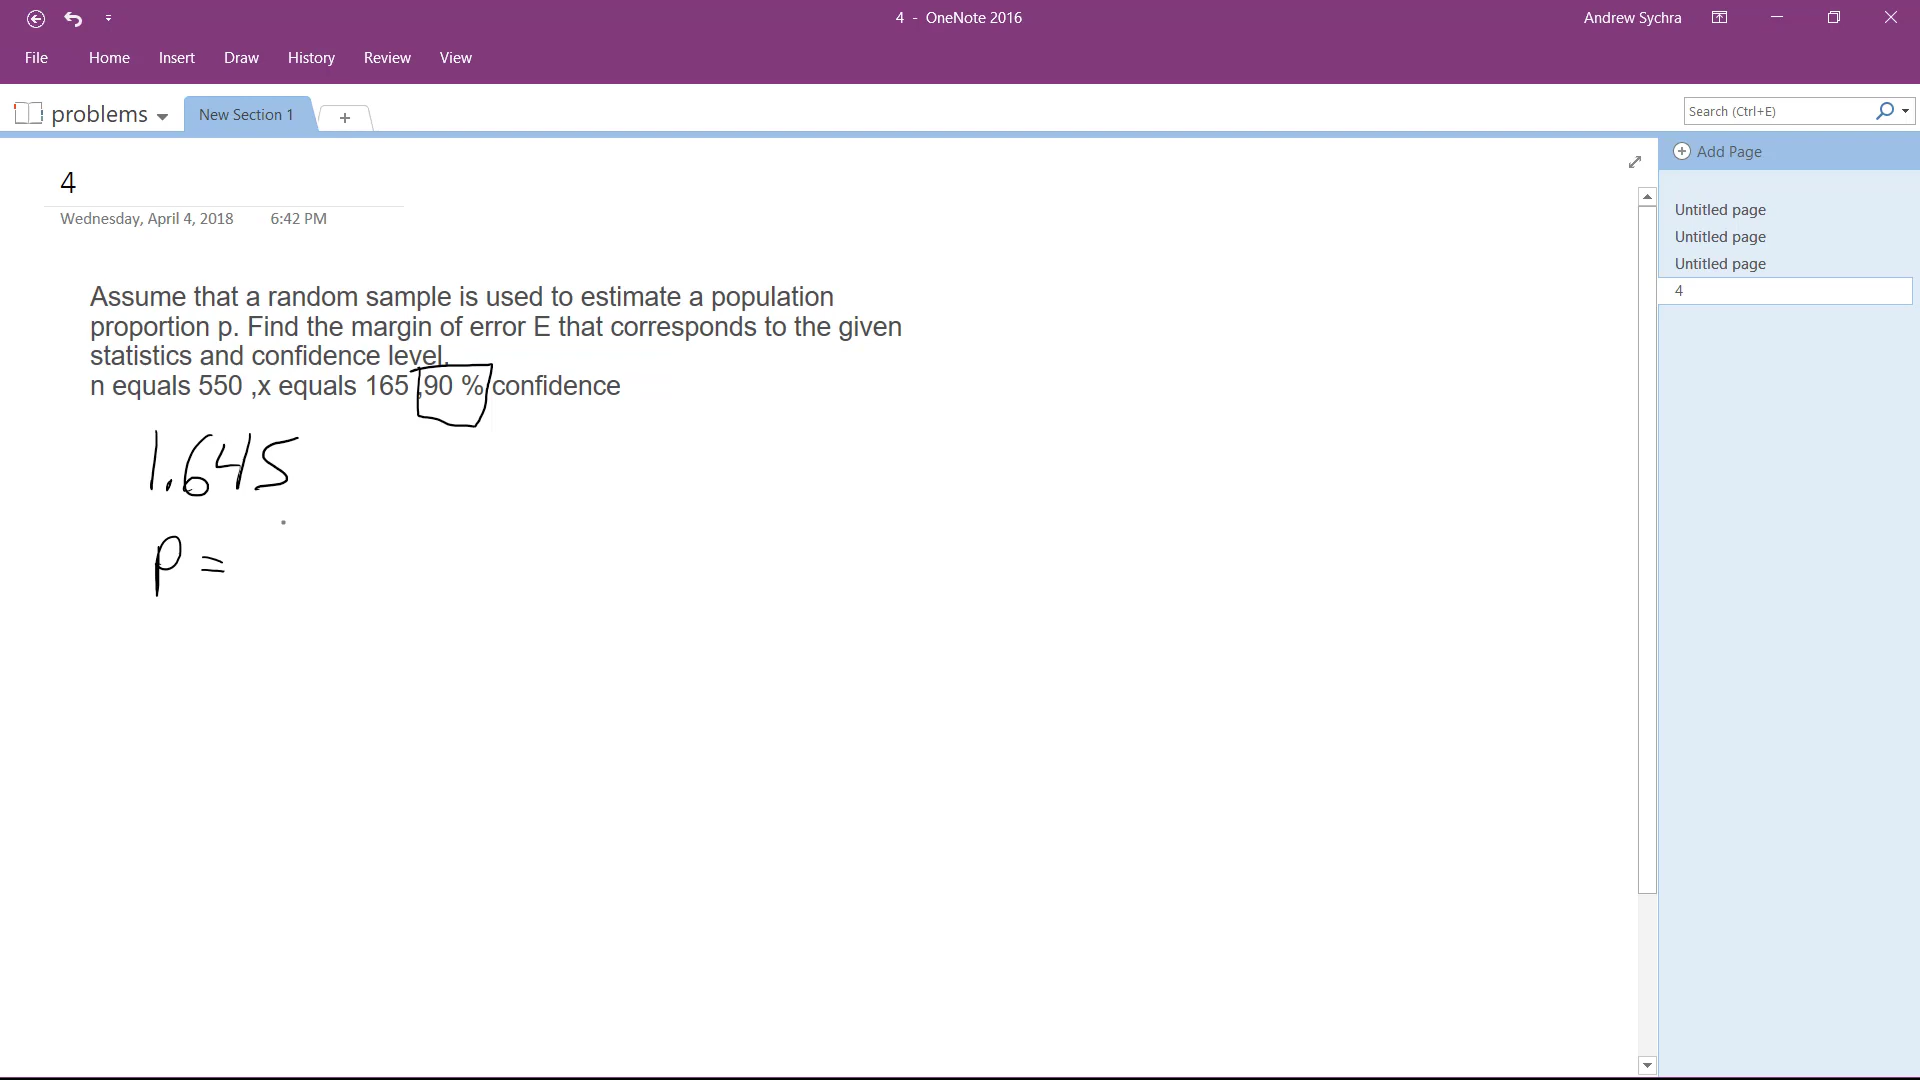 4 - OneNote 2016
Andrew Sychra
File Home Insert Draw History Review View
problems New Section 1 +
Search (Ctrl+E)
Add Page
4
Wednesday, April 4, 2018 6:42 PM
Assume that a random sample is used to estimate a population
proportion p. Find the margin of error E that corresponds to the given
statistics and confidence level.
n equals 550 ,x equals 165 ,90 % confidence
1.645
p =
Untitled page
Untitled page
Untitled page
4